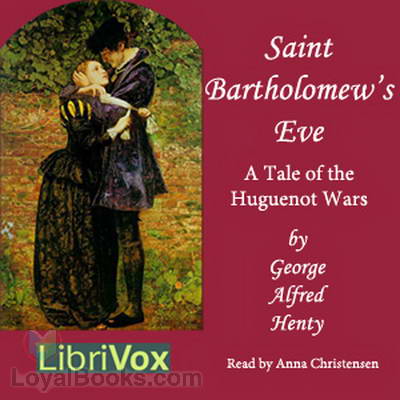 Saint
Bartholomew's
Eve
A Tale of the
Huguenot Wars
by
George
Alfred
Henty
Read by Anna Christensen
LibriVox
LoyalBooks.com